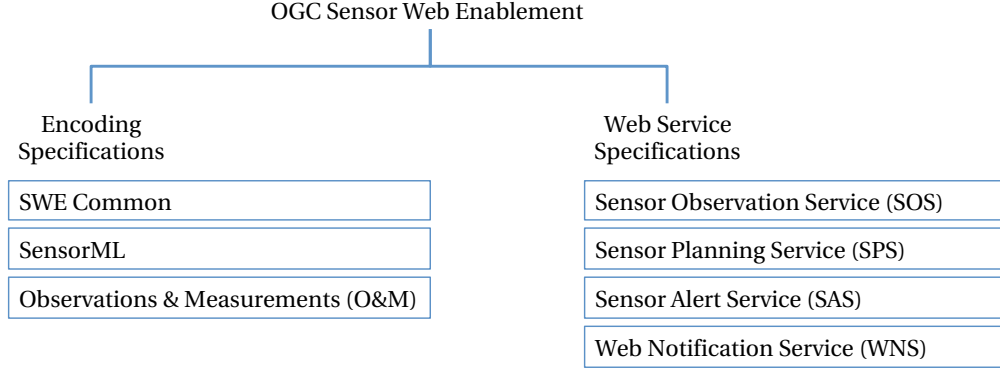 OGC Sensor Web Enablement
Encoding
Specifications
SWE Common
SensorML
Observations & Measurements (O&M)
Web Service
Specifications
Sensor Observation Service (SOS)
Sensor Planning Service (SPS)
Sensor Alert Service (SAS)
Web Notification Service (WNS)